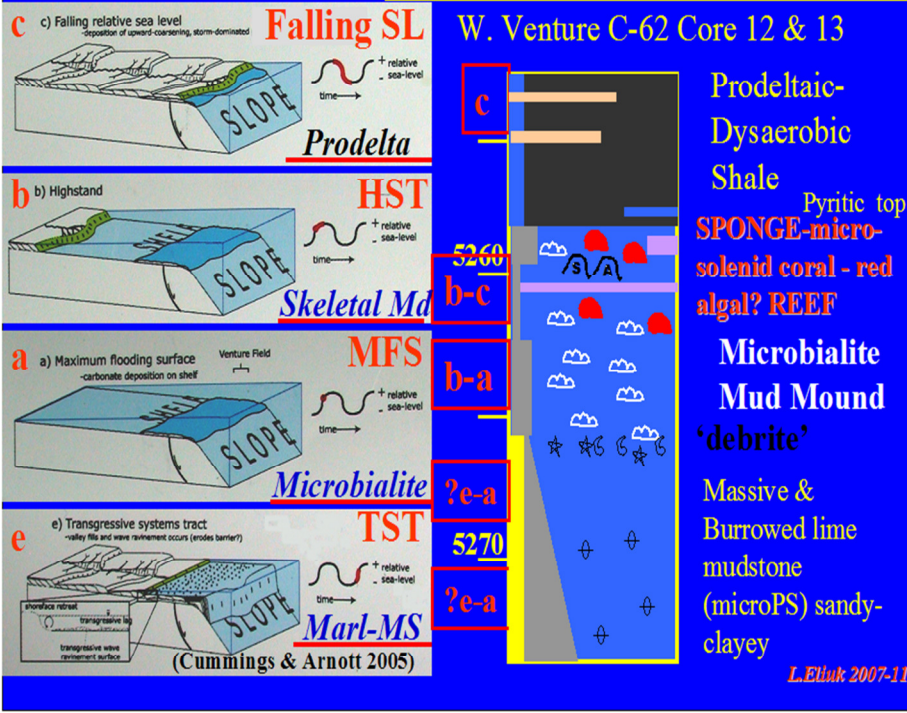 c
c) Falling relative sea level
-deposition of upward-coarsening, storm-dominated
Falling SL
SLOPE
+ relative
- sea-level
time
Prodelta
b
b) Highstand
HST
SHELF
SLOPE
+ relative
- sea-level
time
Skeletal Md
a
a) Maximum flooding surface
-carbonate deposition on shelf
Venture Field
MFS
SHELF
SLOPE
+ relative
- sea-level
time
Microbialite
e
e) Transgressive systems tract
-valley fills and wave ravinement occurs (erodes barrier?)
TST
SLOPE
+ relative
- sea-level
time
shoreface retreat
transgressive lag
transgressive wave
ravinement surface
Marl-MS
(Cummings & Arnott 2005)
W. Venture C-62 Core 12 & 13
c
5260
b-c
b-a
?e-a
5270
?e-a
S A
Prodeltaic-
Dysaerobic
Shale
Pyritic top
SPONGE-micro-
solenid coral - red
algal? REEF
Microbialite
Mud Mound
‘debrite’
Massive &
Burrowed lime
mudstone
(microPS) sandy-
clayey
L.Eliuk 2007-11